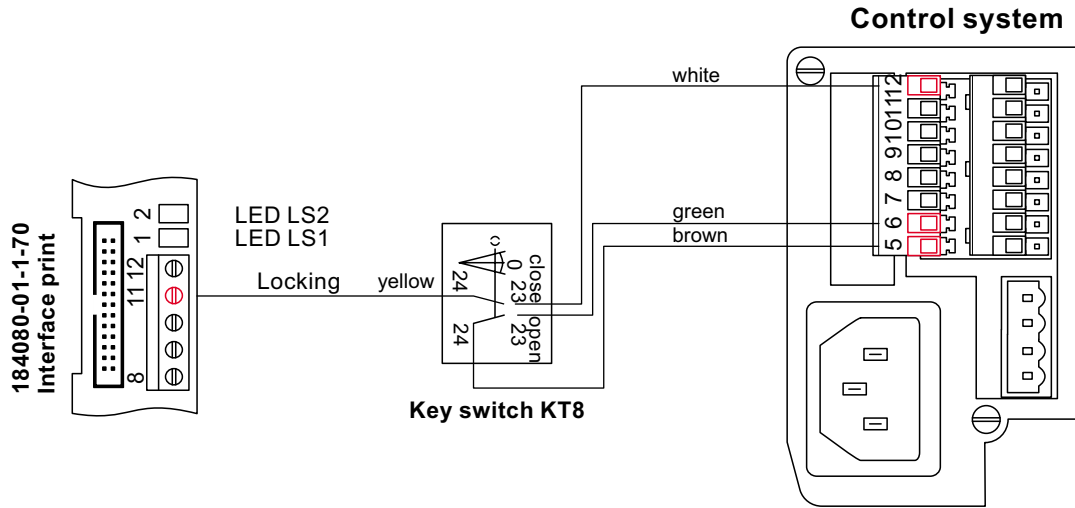 Control system
white
12
11
10
9
8
7
6
5
green
brown
184080-01-1-70
Interface print
2
1
LED LS2
LED LS1
12
11
8
Locking
yellow
0
close
open
24
23
24
23
Key switch KT8